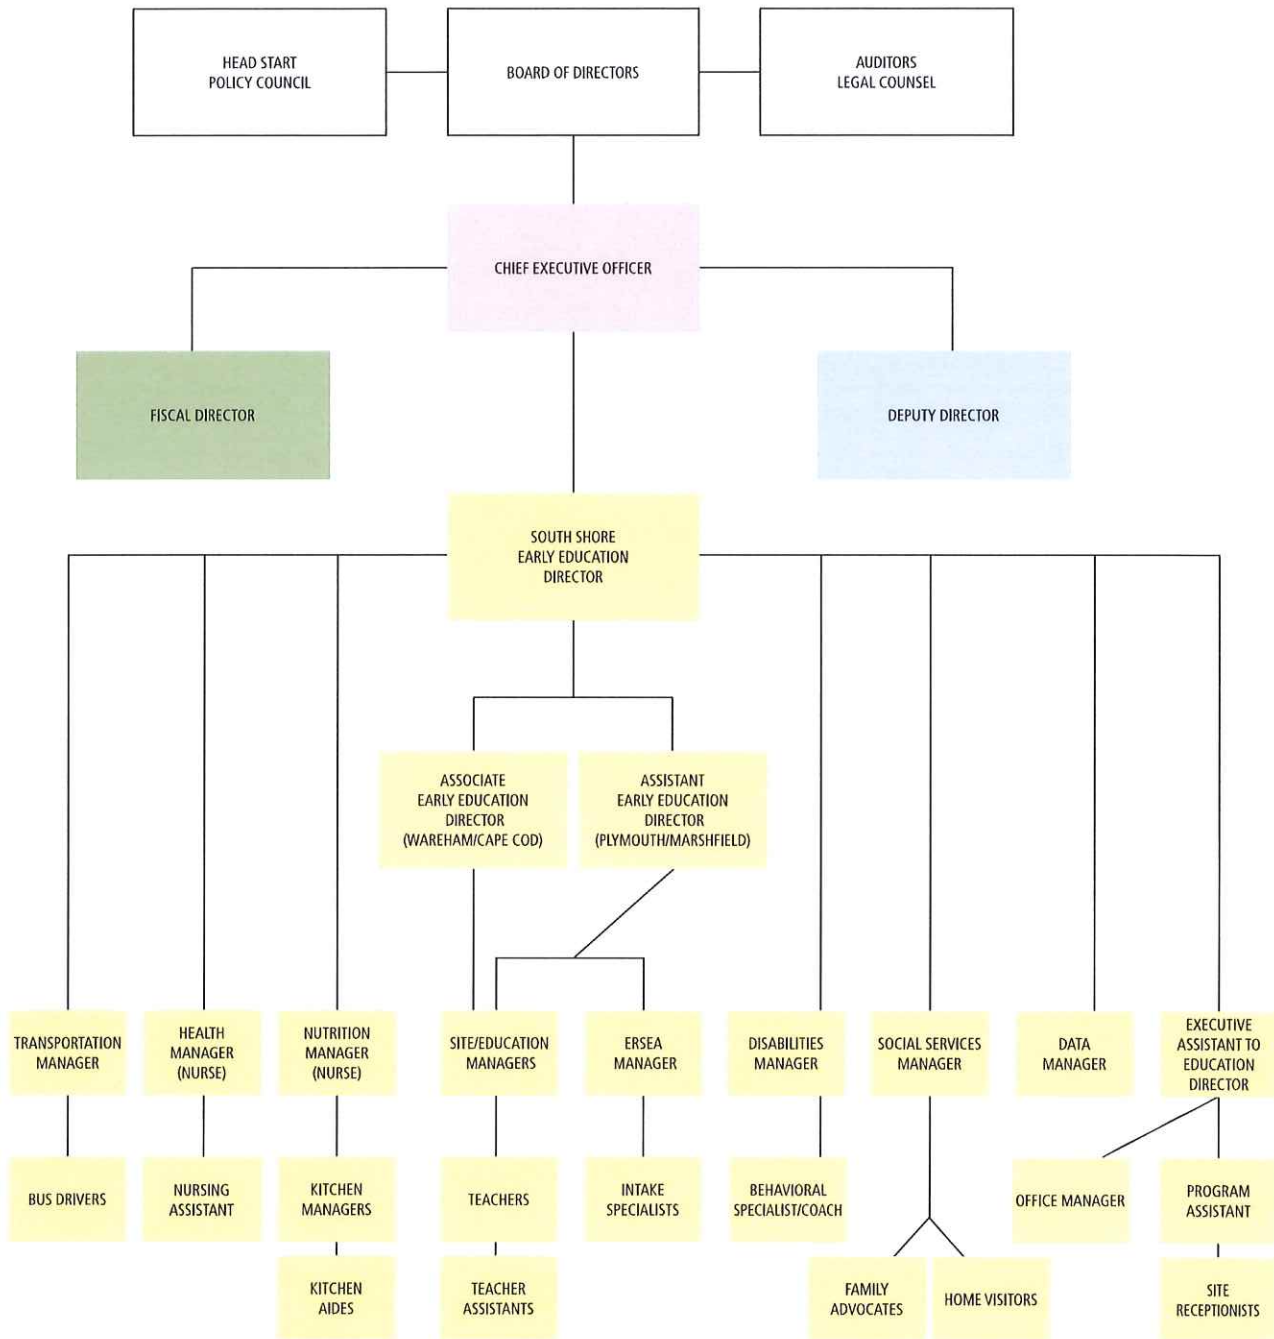 HEAD START
POLICY COUNCIL
BOARD OF DIRECTORS
AUDITORS
LEGAL COUNSEL
CHIEF EXECUTIVE OFFICER
FISCAL DIRECTOR
DEPUTY DIRECTOR
SOUTH SHORE
EARLY EDUCATION
DIRECTOR
ASSOCIATE
EARLY EDUCATION
DIRECTOR
(WAREHAM/CAPE COD)
ASSISTANT
EARLY EDUCATION
DIRECTOR
(PLYMOUTH/MARSHFIELD)
TRANSPORTATION
MANAGER
HEALTH
MANAGER
(NURSE)
NUTRITION
MANAGER
(NURSE)
SITE/EDUCATION
MANAGERS
ERSEA
MANAGER
DISABILITIES
MANAGER
SOCIAL SERVICES
MANAGER
DATA
MANAGER
EXECUTIVE
ASSISTANT TO
EDUCATION
DIRECTOR
BUS DRIVERS
NURSING
ASSISTANT
KITCHEN
MANAGERS
TEACHERS
INTAKE
SPECIALISTS
BEHAVIORAL
SPECIALIST/COACH
OFFICE MANAGER
PROGRAM
ASSISTANT
KITCHEN
AIDES
TEACHER
ASSISTANTS
FAMILY
ADVOCATES
HOME VISITORS
SITE
RECEPTIONISTS